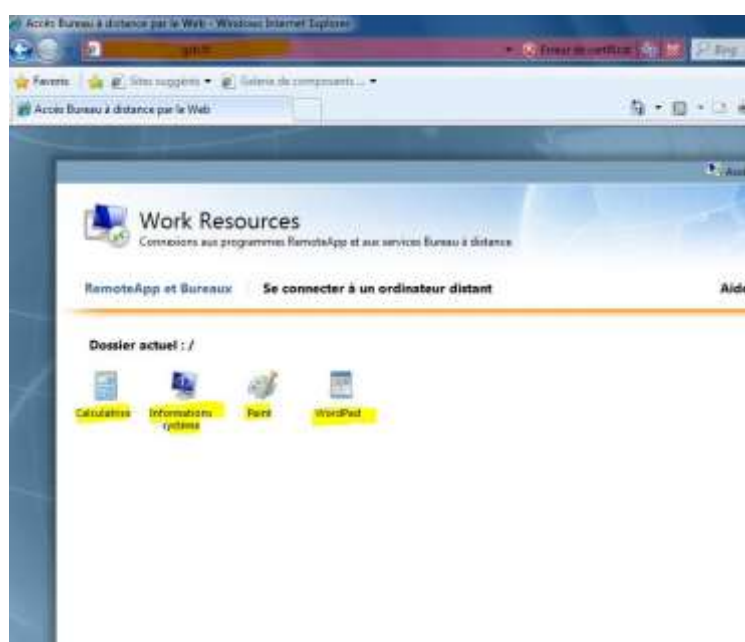 Accès Bureau à distance par le Web - Windows Internet Explorer
Erreur de certificat
Bing
Favoris Sites suggérés Galerie de composants ...
Accès Bureau à distance par le Web
Work Resources
Connexions aux programmes RemoteApp et aux services Bureau à distance
RemoteApp et Bureaux Se connecter à un ordinateur distant Aide
Dossier actuel : /
Calculatrice Informations système Paint WordPad